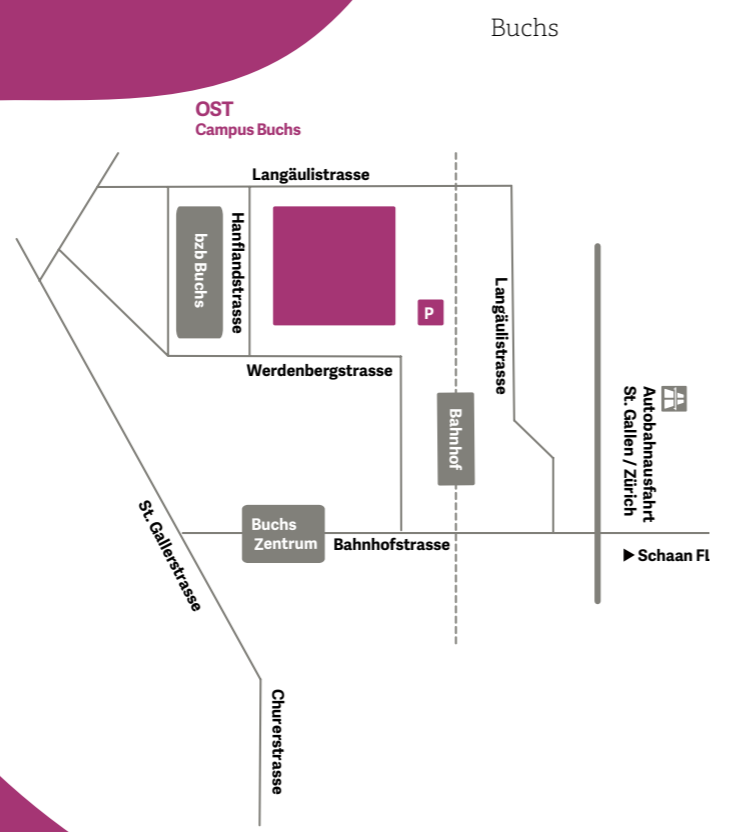 Buchs
OST
Campus Buchs
Langäulistrasse
bzb Buchs
Hanflandstrasse
P
Langäulistrasse
Werdenbergstrasse
Bahnhof
Autobahnausfahrt
St. Gallen / Zürich
St. Gallerstrasse
Buchs
Zentrum
Bahnhofstrasse
▶ Schaan FL
Churerstrasse